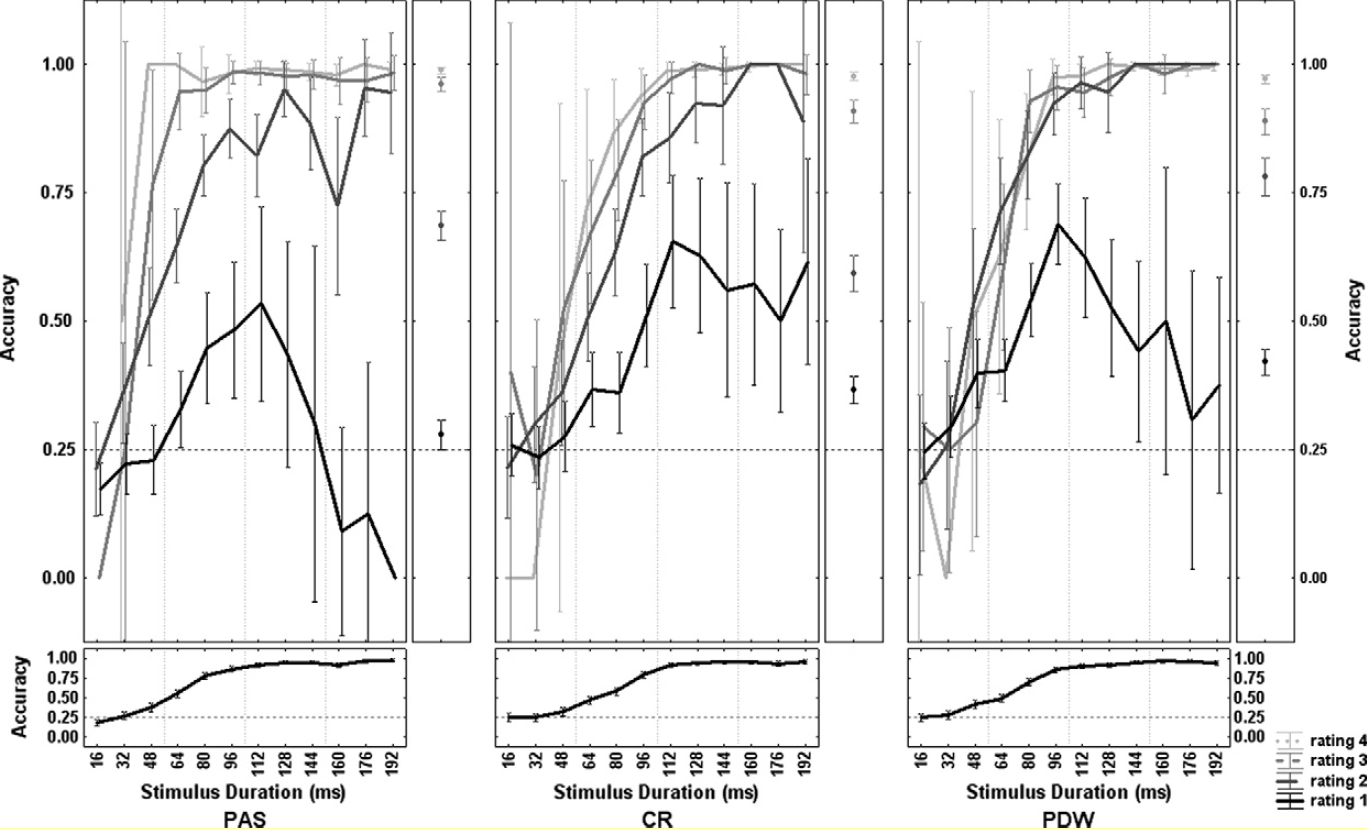 1.00
0.75
0.50
0.25
0.00
Accuracy
1.00
0.75
0.50
0.25
0.00
Accuracy
1.00
0.75
0.50
0.25
0.00
Accuracy
1.00
0.75
0.50
0.25
0.00
16 32 48 64 80 96 112 128 144 160 176 192
16 32 48 64 80 96 112 128 144 160 176 192
16 32 48 64 80 96 112 128 144 160 176 192
Stimulus Duration (ms)
Stimulus Duration (ms)
Stimulus Duration (ms)
PAS
CR
PDW
rating 4
rating 3
rating 2
rating 1